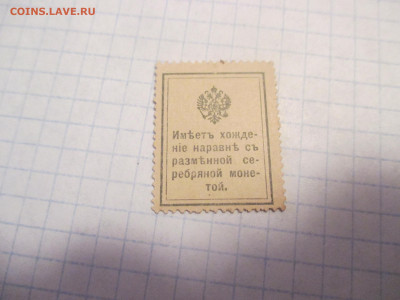 COINS.LAVE.RU
Имѣетъ хожде-
ніе наравнѣ съ
размѣнной се-
ребряной моне-
той.